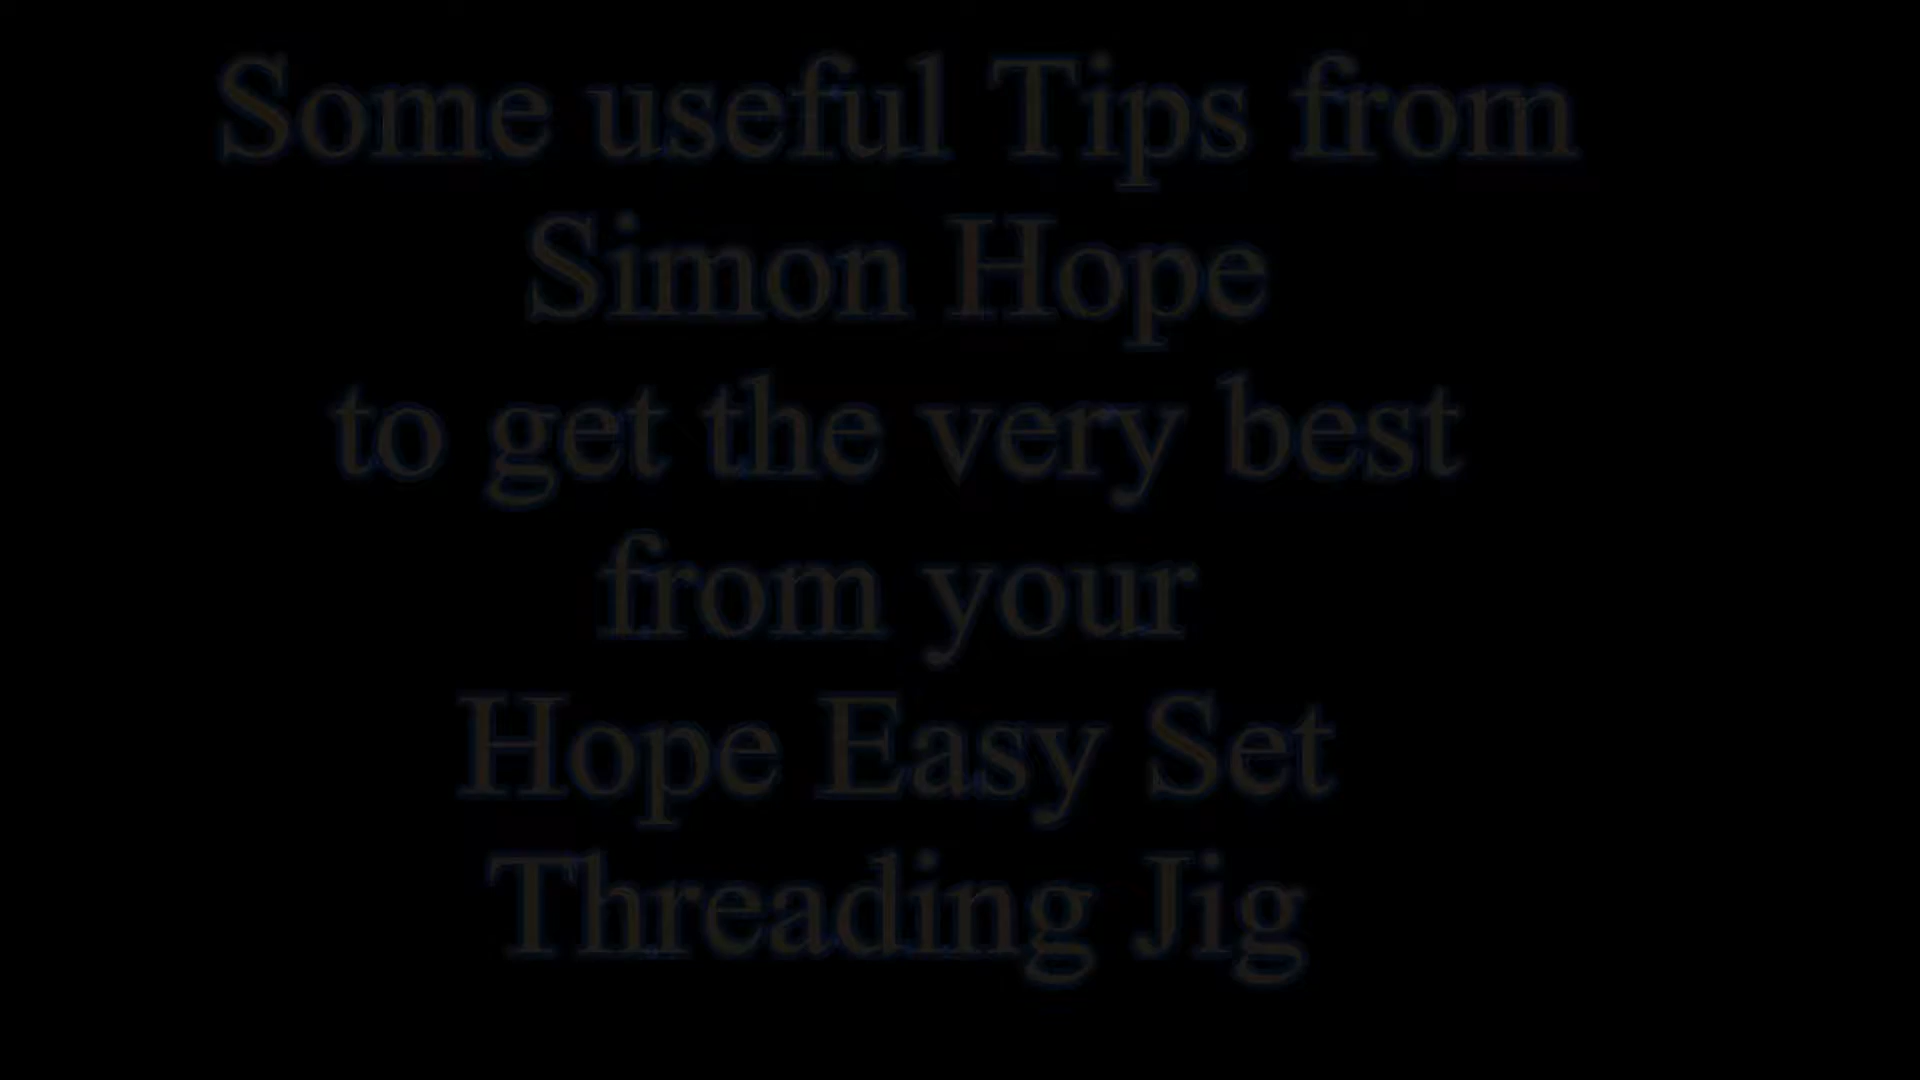 Some useful Tips from
Simon Hope
to get the very best
from your
Hope Easy Set
Threading Jig